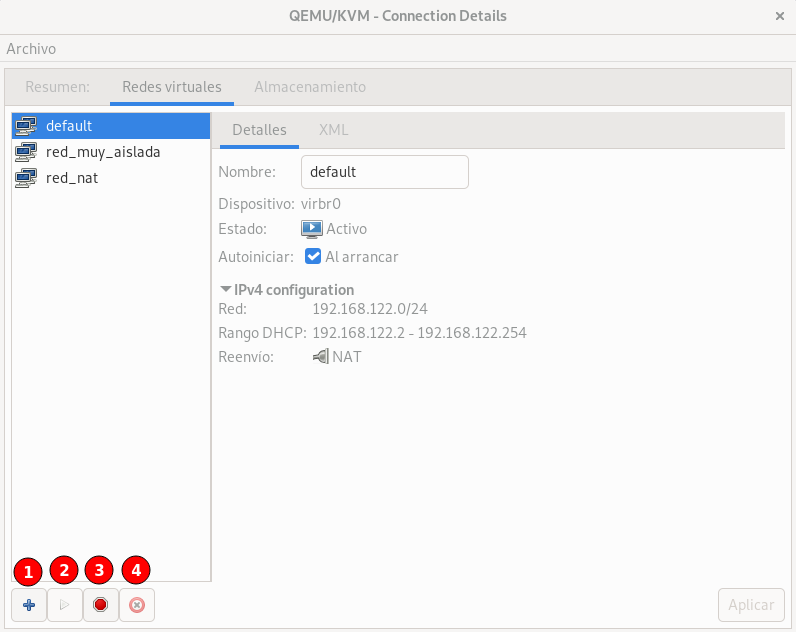 QEMU/KVM - Connection Details
Archivo
Resumen: Redes virtuales Almacenamiento
default
red_muy_aislada
red_nat
Detalles XML
Nombre: default
Dispositivo: virbr0
Estado: Activo
Autoiniciar: Al arrancar
IPv4 configuration
Red: 192.168.122.0/24
Rango DHCP: 192.168.122.2 - 192.168.122.254
Reenvío: NAT
1 2 3 4
Aplicar